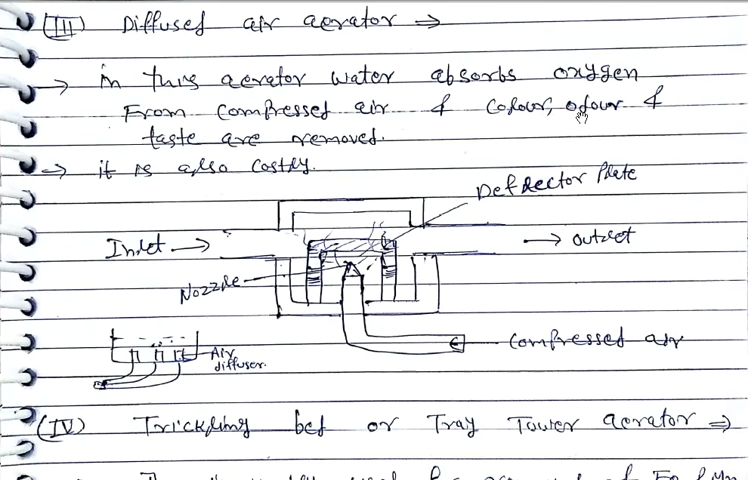 (III) Diffused air aerator ⇒
→ in this aerator water absorbs oxygen
From compressed air & colour, odour &
taste are removed.
→ it is also costly.
Deflector plate
Inlet →
→ outlet
Nozzle
Air
diffuser.
compressed air
(IV) Trickling bed or Tray Tower aerator ⇒